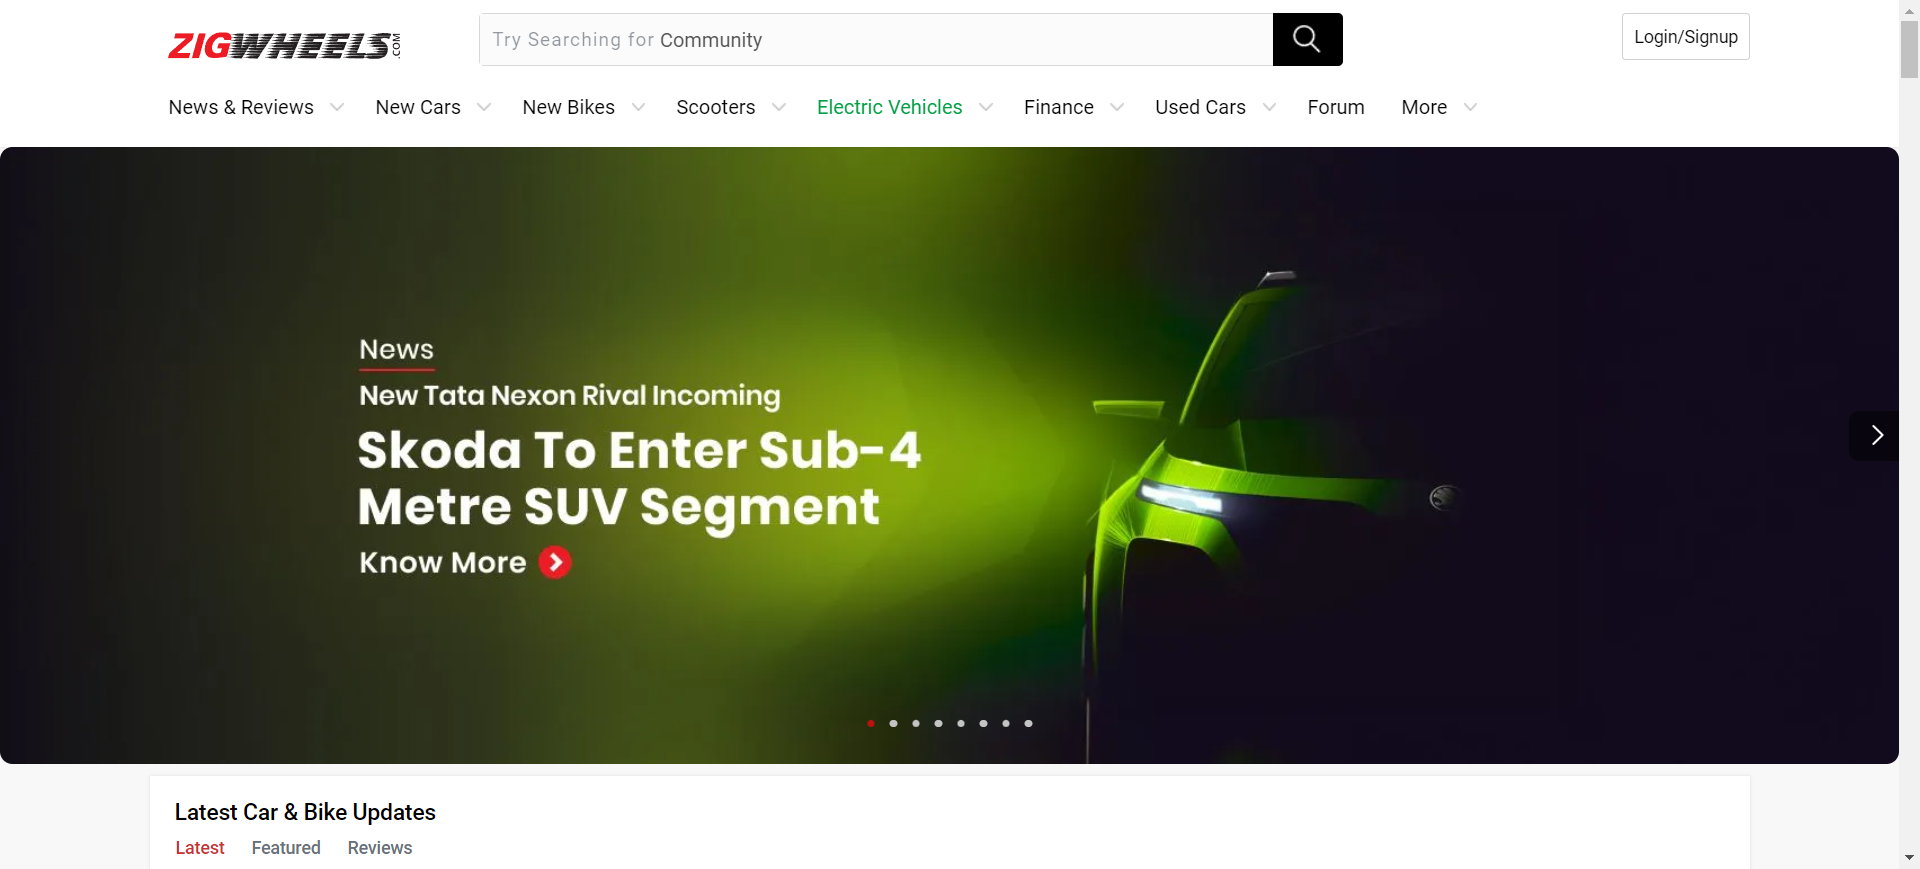 ZIGWHEELS.COM
Try Searching for Community
Login/Signup
News & Reviews New Cars New Bikes Scooters Electric Vehicles Finance Used Cars Forum More
News
New Tata Nexon Rival Incoming
Skoda To Enter Sub-4
Metre SUV Segment
Know More
Latest Car & Bike Updates
Latest Featured Reviews